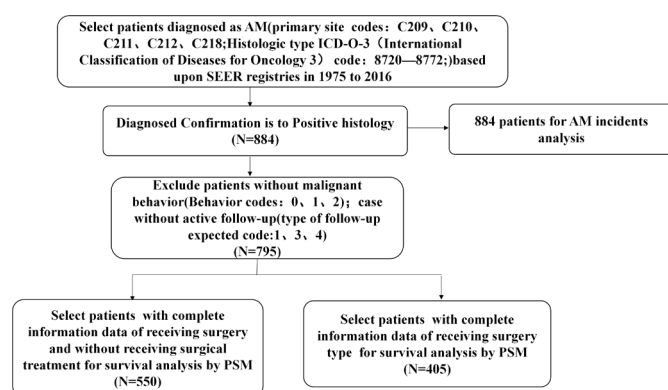 Select patients diagnosed as AM(primary site codes：C209、C210、
C211、C212、C218;Histologic type ICD-O-3（International
Classification of Diseases for Oncology 3） code：8720—8772;)based
upon SEER registries in 1975 to 2016
Diagnosed Confirmation is to Positive histology
(N=884)
884 patients for AM incidents
analysis
Exclude patients without malignant
behavior(Behavior codes：0、1、2)；case
without active follow-up(type of follow-up
expected code:1、3、4)
(N=795)
Select patients with complete
information data of receiving surgery
and without receiving surgical
treatment for survival analysis by PSM
(N=550)
Select patients with complete
information data of receiving surgery
type for survival analysis by PSM
(N=405)